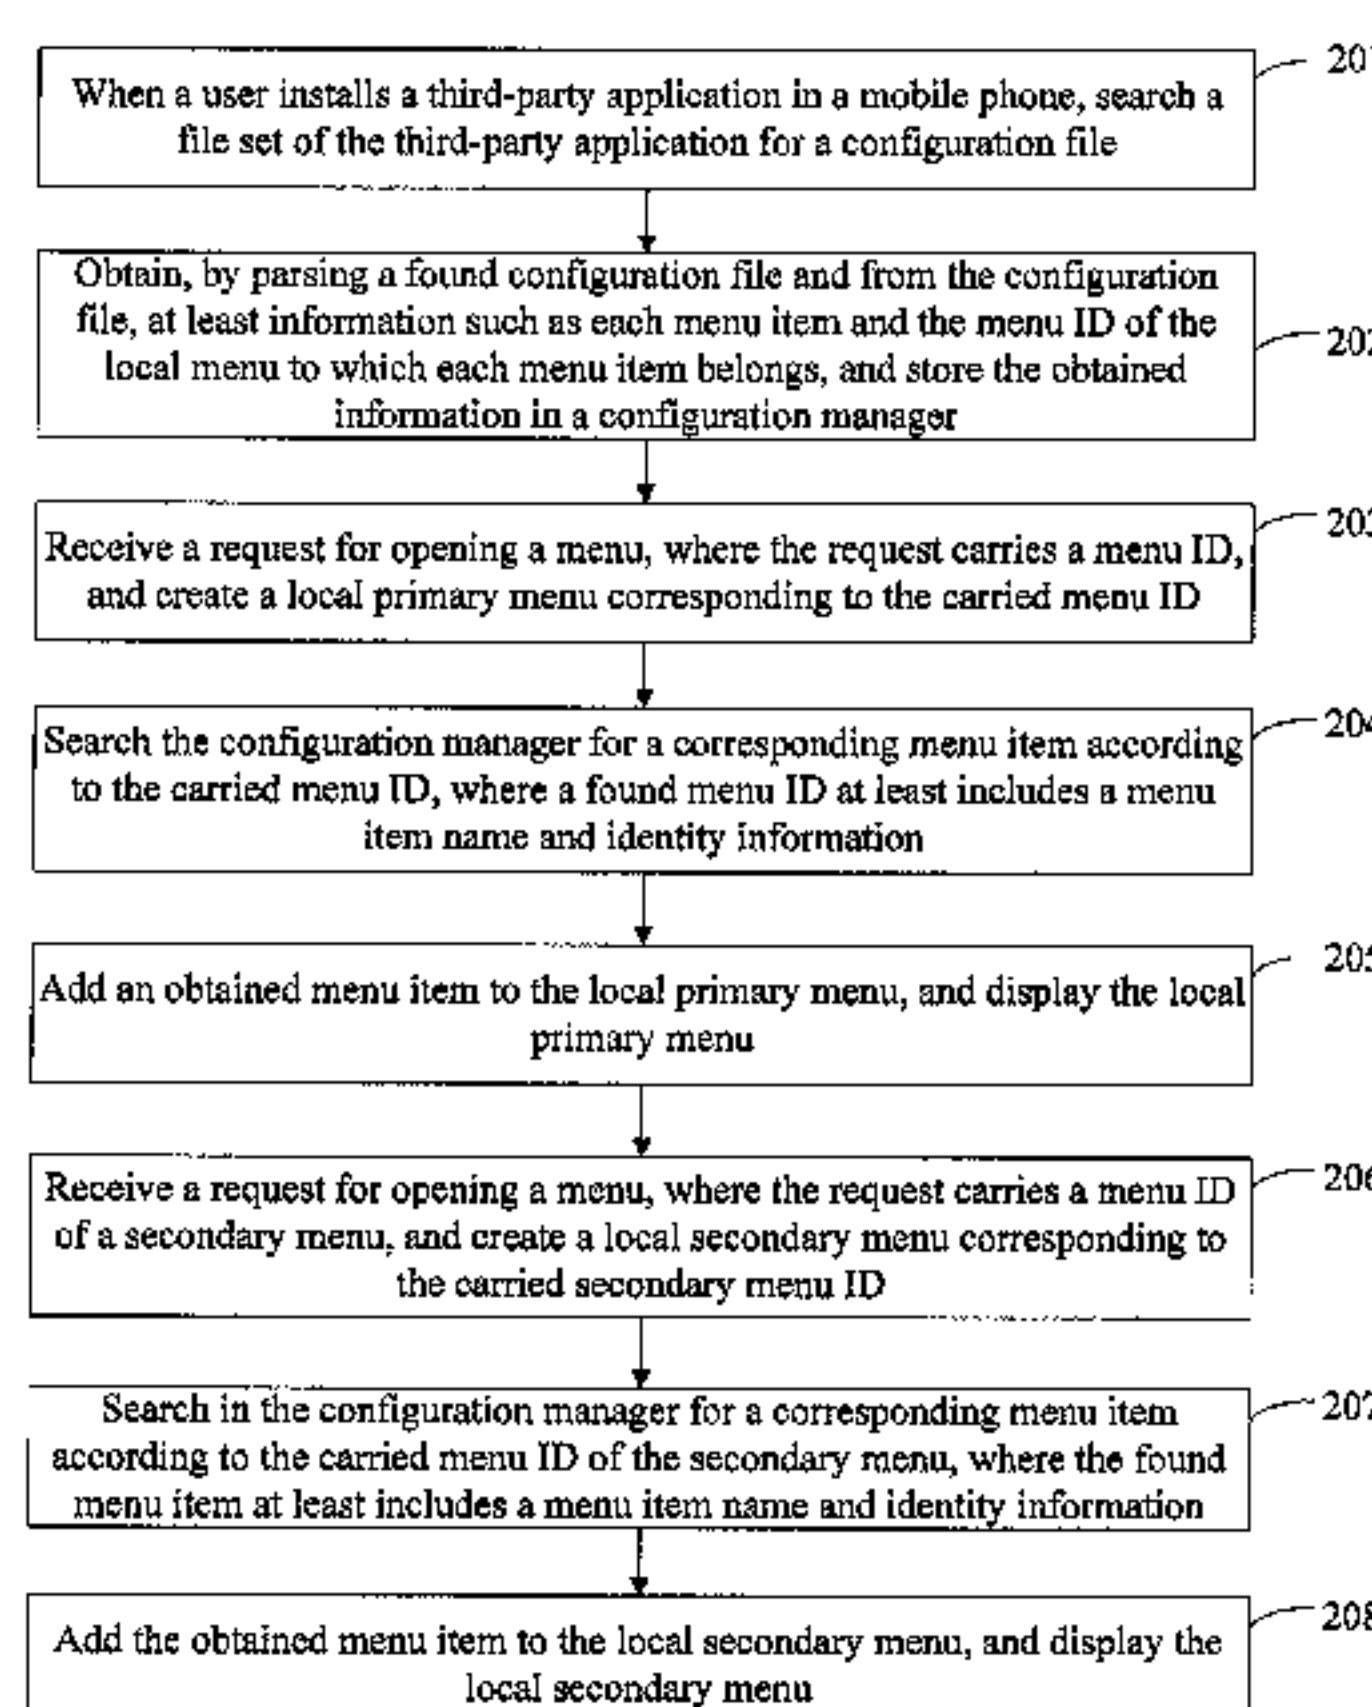 When a user installs a third-party application in a mobile phone, search a
file set of the third-party application for a configuration file
201
Obtain, by parsing a found configuration file and from the configuration
file, at least information such as each menu item and the menu ID of the
local menu to which each menu item belongs, and store the obtained
information in a configuration manager
202
Receive a request for opening a menu, where the request carries a menu ID,
and create a local primary menu corresponding to the carried menu ID
203
Search the configuration manager for a corresponding menu item according
to the carried menu ID, where a found menu ID at least includes a menu
item name and identity information
204
Add an obtained menu item to the local primary menu, and display the local
primary menu
205
Receive a request for opening a menu, where the request carries a menu ID
of a secondary menu, and create a local secondary menu corresponding to
the carried secondary menu ID
206
Search in the configuration manager for a corresponding menu item
according to the carried menu ID of the secondary menu, where the found
menu item at least includes a menu item name and identity information
207
Add the obtained menu item to the local secondary menu, and display the
local secondary menu
208